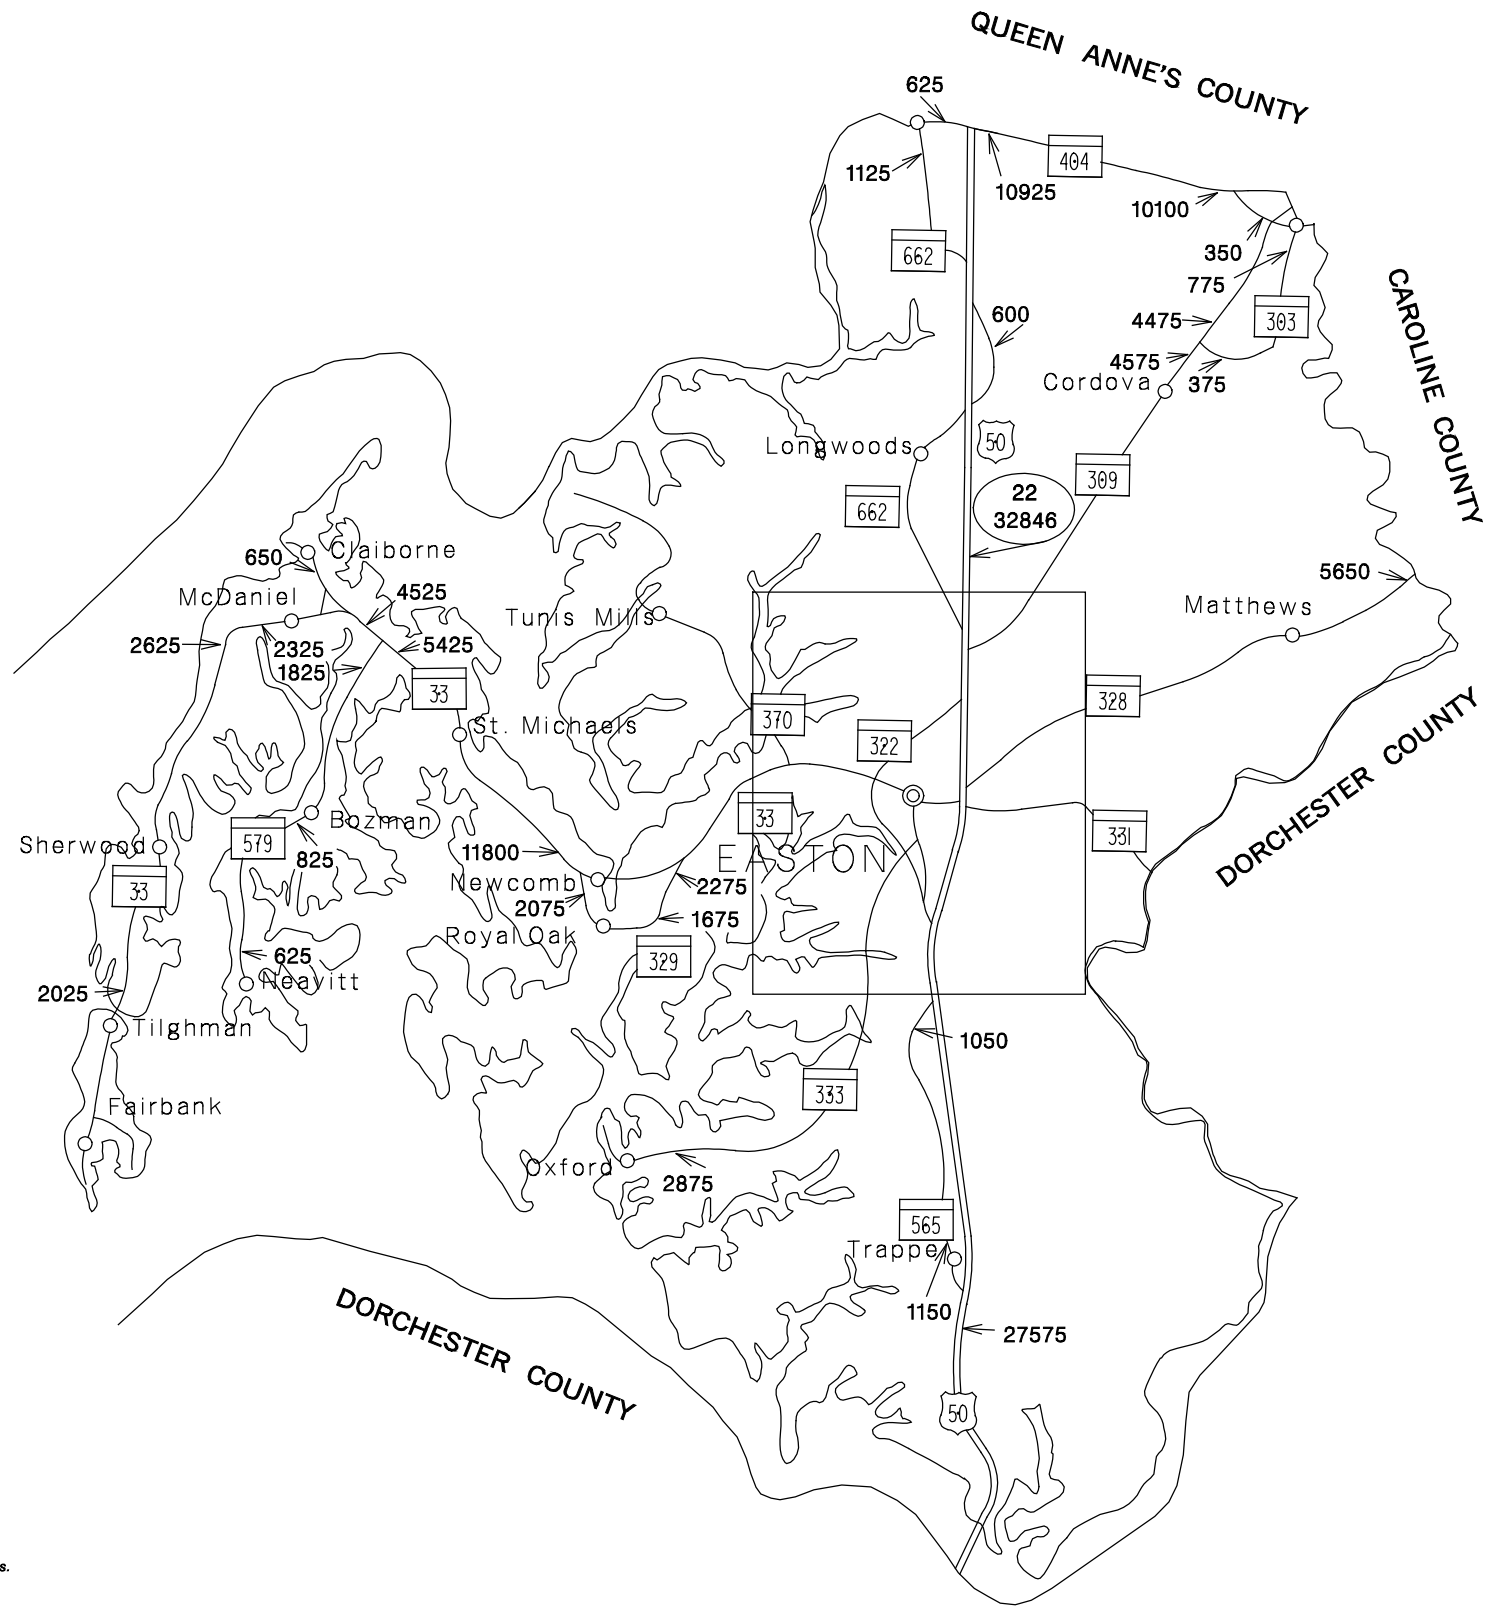 QUEEN ANNE'S COUNTY
625
404
1125
10925
10100
662
350
775
CAROLINE COUNTY
600
4475
303
4575
Cordova
375
Longwoods
50
309
22
32846
662
Claiborne
650
5650
McDaniel
4525
Matthews
Tunis Mills
2625
2325
5425
1825
33
328
370
St. Michaels
322
DORCHESTER COUNTY
33
Bozman
331
579
Sherwood
11800
825
EASTON
33
Newcomb
2275
2075
1675
Royal Oak
329
625
Neavitt
2025
Tilghman
1050
333
Fairbank
Oxford
2875
565
Trappe
1150
27575
DORCHESTER COUNTY
50
s.